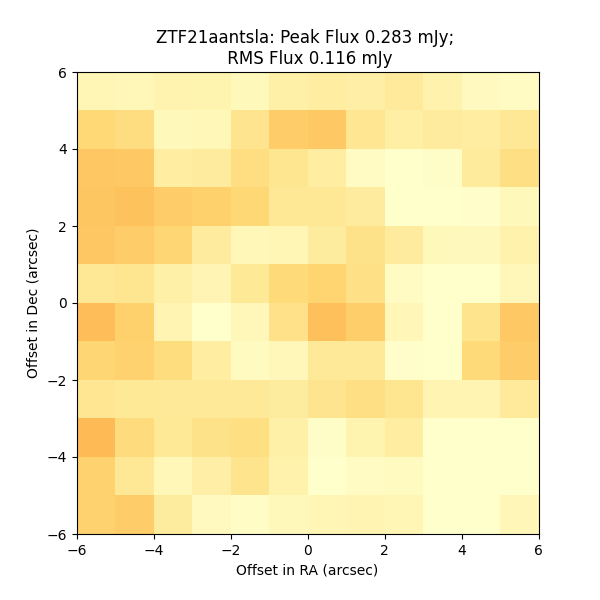 ZTF21aantsla: Peak Flux 0.283 mJy;
RMS Flux 0.116 mJy
6
4
2
0
−2
−4
−6
Offset in Dec (arcsec)
−6 −4 −2 0 2 4 6
Offset in RA (arcsec)